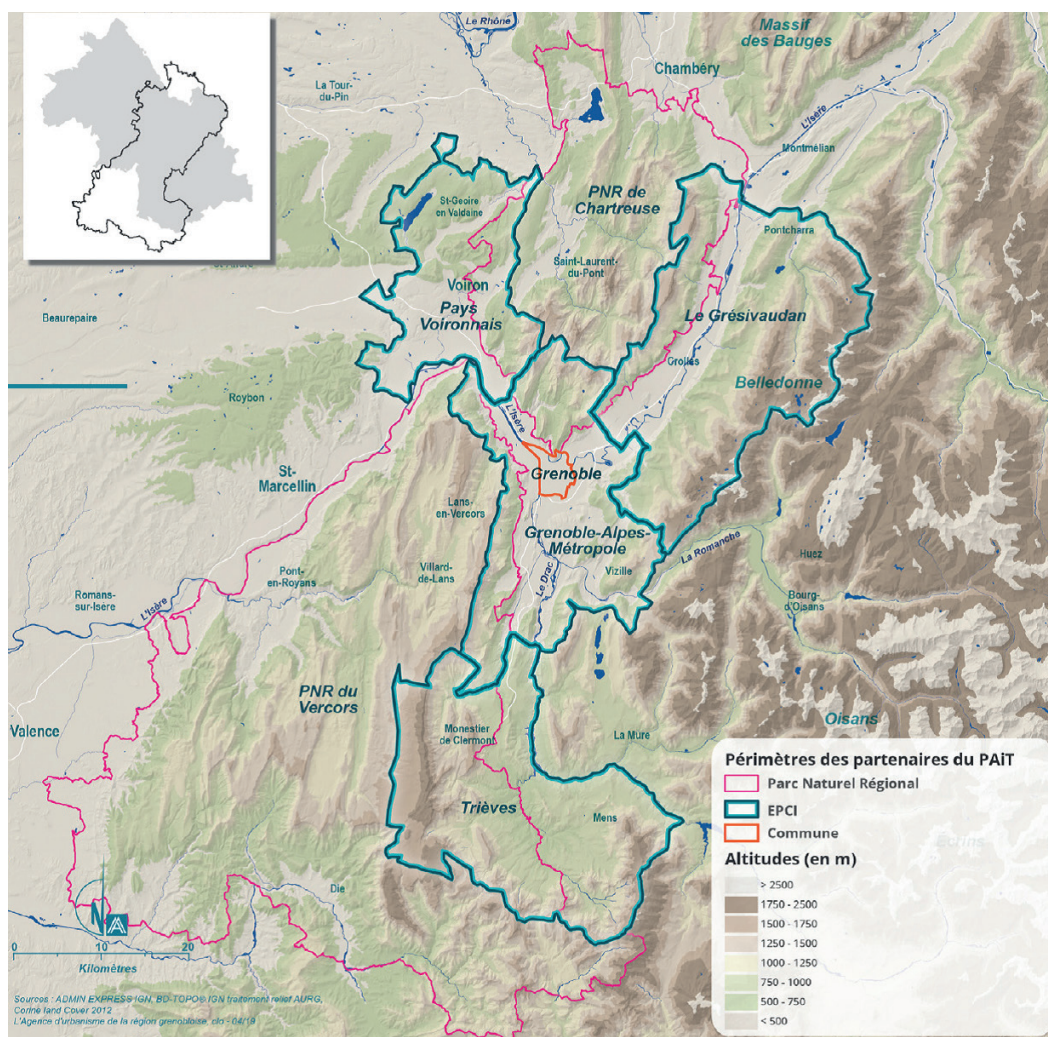 Le Rhône
Massif
des Bauges
Chambéry
La Tour-
du-Pin
L'Isère
Montmélian
PNR de
Chartreuse
St-Geoire
en Valdaine
Pontcharra
Saint-Laurent-
du-Pont
Voiron
Pays
Voironnais
Beaurepaire
Le Grésivaudan
Grolles
Belledonne
Roybon
L'Isère
St-
Marcellin
Grenoble
Lans-
en-Vercors
Grenoble-Alpes-
Métropole
La Romanche
Huez
Villard-
de-Lans
Pont-
en-Royans
Le Drac
Vizille
Romans-
sur-Isère
L'Isère
Bourg-
d'Oisans
PNR du
Vercors
Oisans
Valence
Monestier
de Clermont
La Mure
Trièves
Mens
Die
Périmètres des partenaires du PAiT
Parc Naturel Régional
EPCI
Commune
Ecrins
Altitudes (en m)
> 2500
1750 - 2500
1500 - 1750
1250 - 1500
1000 - 1250
750 - 1000
500 - 750
< 500
N
0 10 20
Kilomètres
Sources : ADMIN EXPRESS IGN, BD-TOPO® IGN traitement relief AURG,
Corine land Cover 2012
L'Agence d'urbanisme de la région grenobloise, clo - 04/19